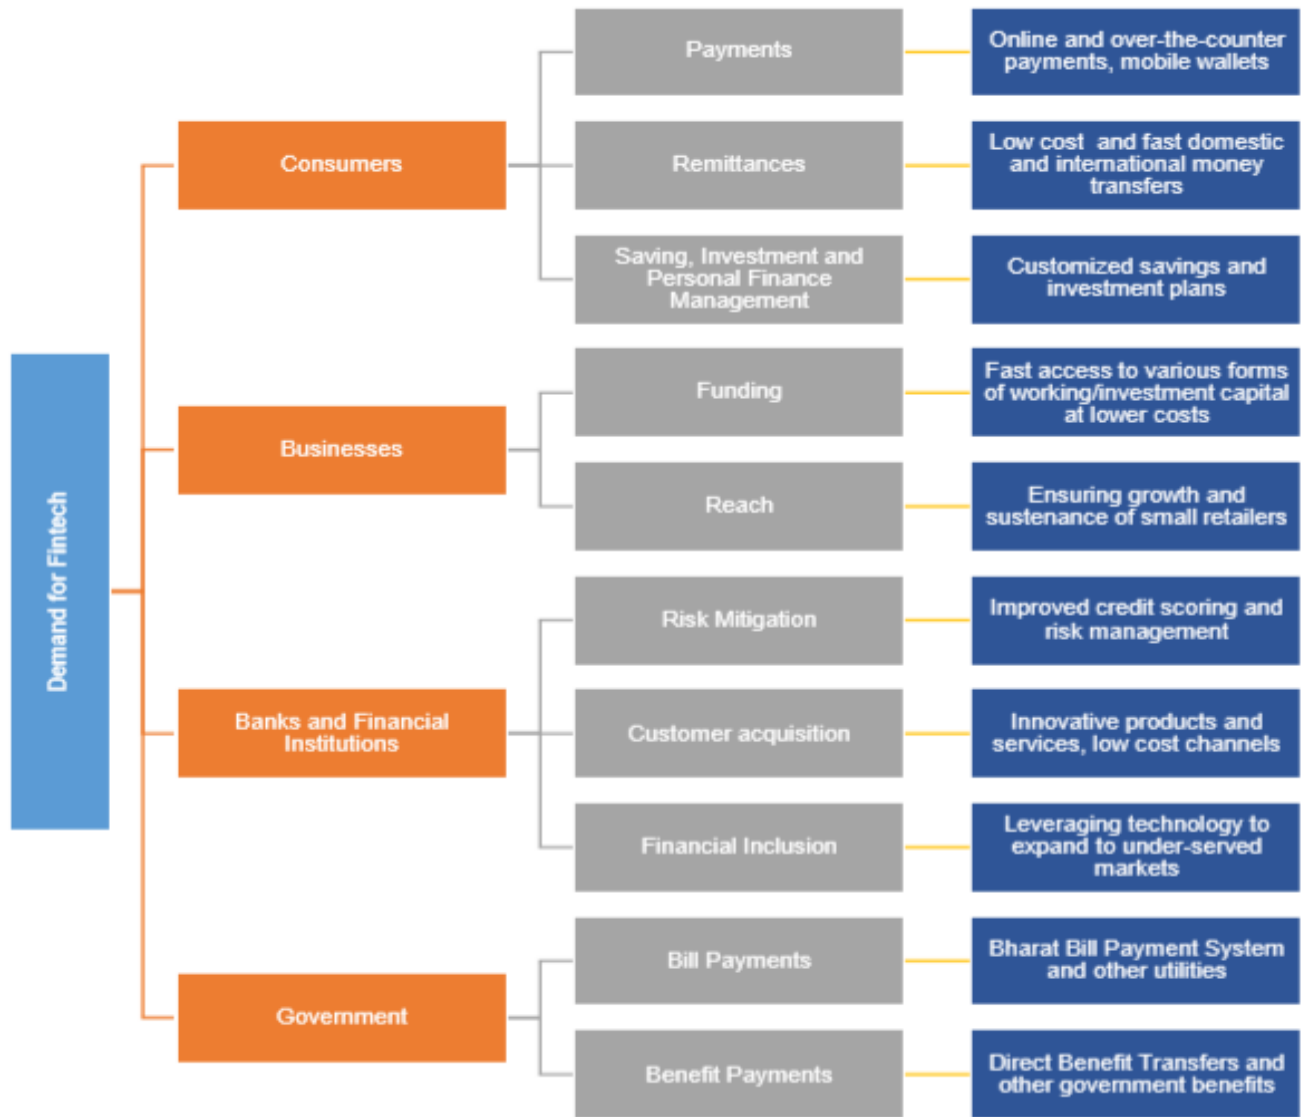 Demand for Fintech
Consumers
Payments
Online and over-the-counter
payments, mobile wallets
Remittances
Low cost and fast domestic
and international money
transfers
Saving, Investment and
Personal Finance
Management
Customized savings and
investment plans
Businesses
Funding
Fast access to various forms
of working/investment capital
at lower costs
Reach
Ensuring growth and
sustenance of small retailers
Banks and Financial
Institutions
Risk Mitigation
Improved credit scoring and
risk management
Customer acquisition
Innovative products and
services, low cost channels
Financial Inclusion
Leveraging technology to
expand to under-served
markets
Government
Bill Payments
Bharat Bill Payment System
and other utilities
Benefit Payments
Direct Benefit Transfers and
other government benefits